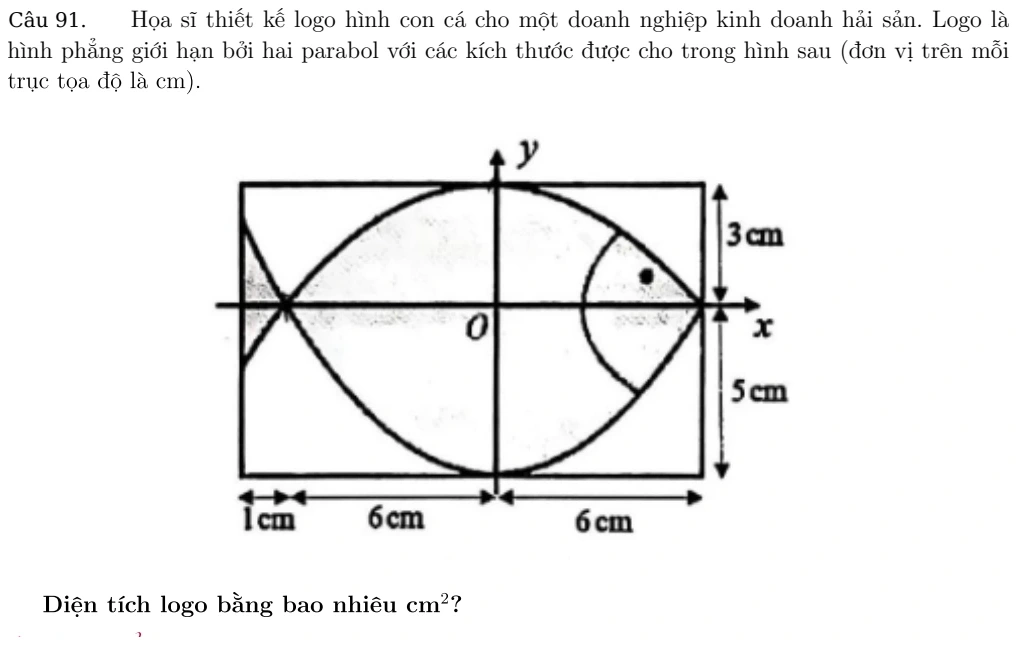 Câu 91. Họa sĩ thiết kế logo hình con cá cho một doanh nghiệp kinh doanh hải sản. Logo là
hình phẳng giới hạn bởi hai parabol với các kích thước được cho trong hình sau (đơn vị trên mỗi
trục tọa độ là cm).
y
3 cm
O
x
5 cm
1 cm
6 cm
6 cm
Diện tích logo bằng bao nhiêu cm²?